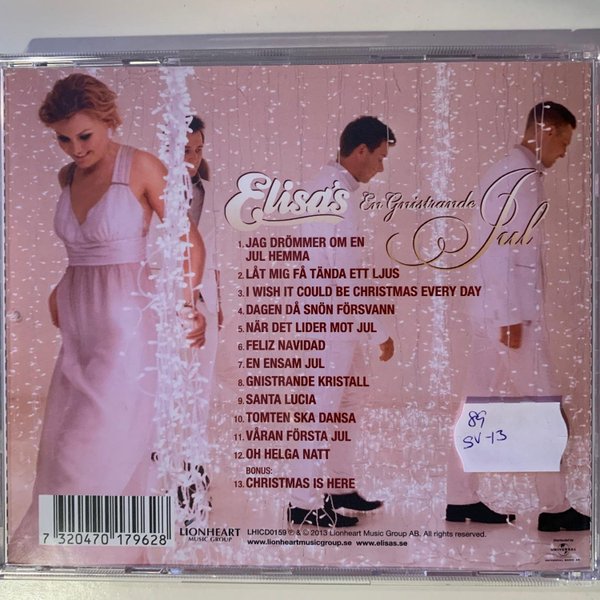 Elisa's En Gnistrande Jul
1. JAG DRÖMMER OM EN
JUL HEMMA
2. LÅT MIG FÅ TÄNDA ETT LJUS
3. I WISH IT COULD BE CHRISTMAS EVERY DAY
4. DAGEN DÅ SNÖN FÖRSVANN
5. NÄR DET LIDER MOT JUL
6. FELIZ NAVIDAD
7. EN ENSAM JUL
8. GNISTRANDE KRISTALL
9. SANTA LUCIA
10. TOMTEN SKA DANSA
11. VÅRAN FÖRSTA JUL
12. OH HELGA NATT
BONUS:
13. CHRISTMAS IS HERE
89
SV-13
7 320470 179628
LIONHEART
MUSIC GROUP
LHICD0159 ℗ & © 2013 Lionheart Music Group AB. All rights reserved.
www.lionheartmusicgroup.se www.elisas.se
UNIVERSAL